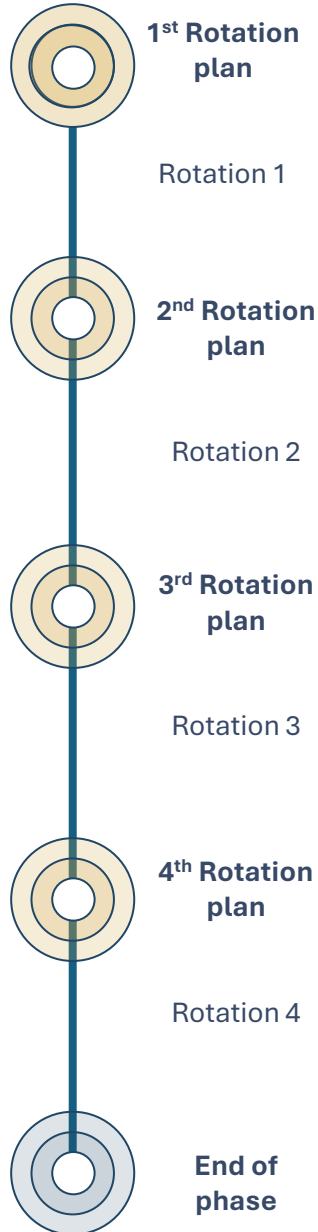 1st Rotation
plan
Rotation 1
2nd Rotation
plan
Rotation 2
3rd Rotation
plan
Rotation 3
4th Rotation
plan
Rotation 4
End of
phase